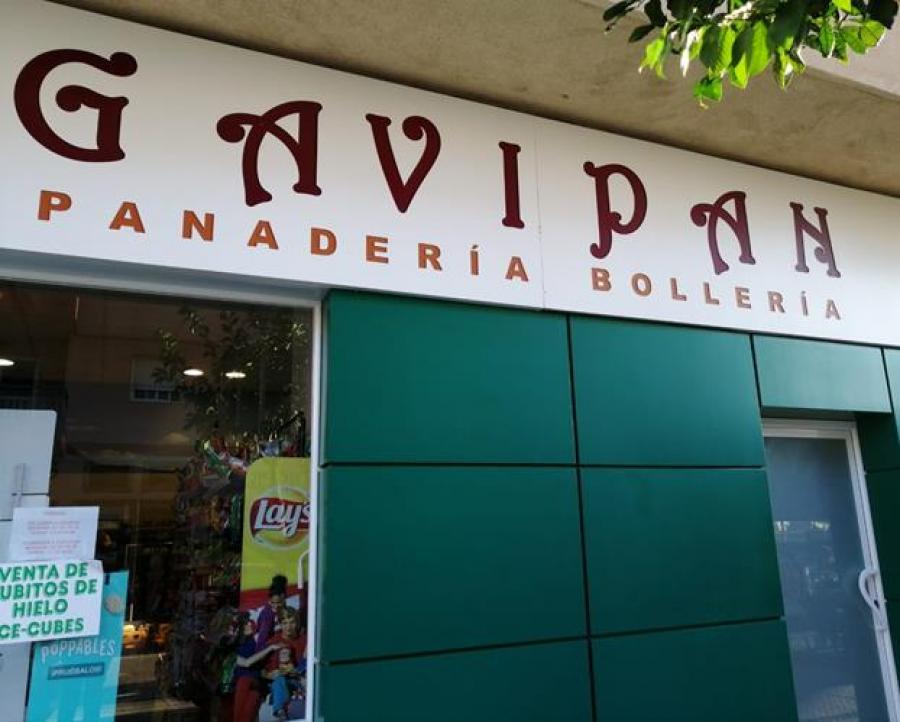 GAVIPAN
PANADERÍA BOLLERÍA
Lay's
VENTA DE
UBITOS DE
HIELO
CE-CUBES
POPPABLES